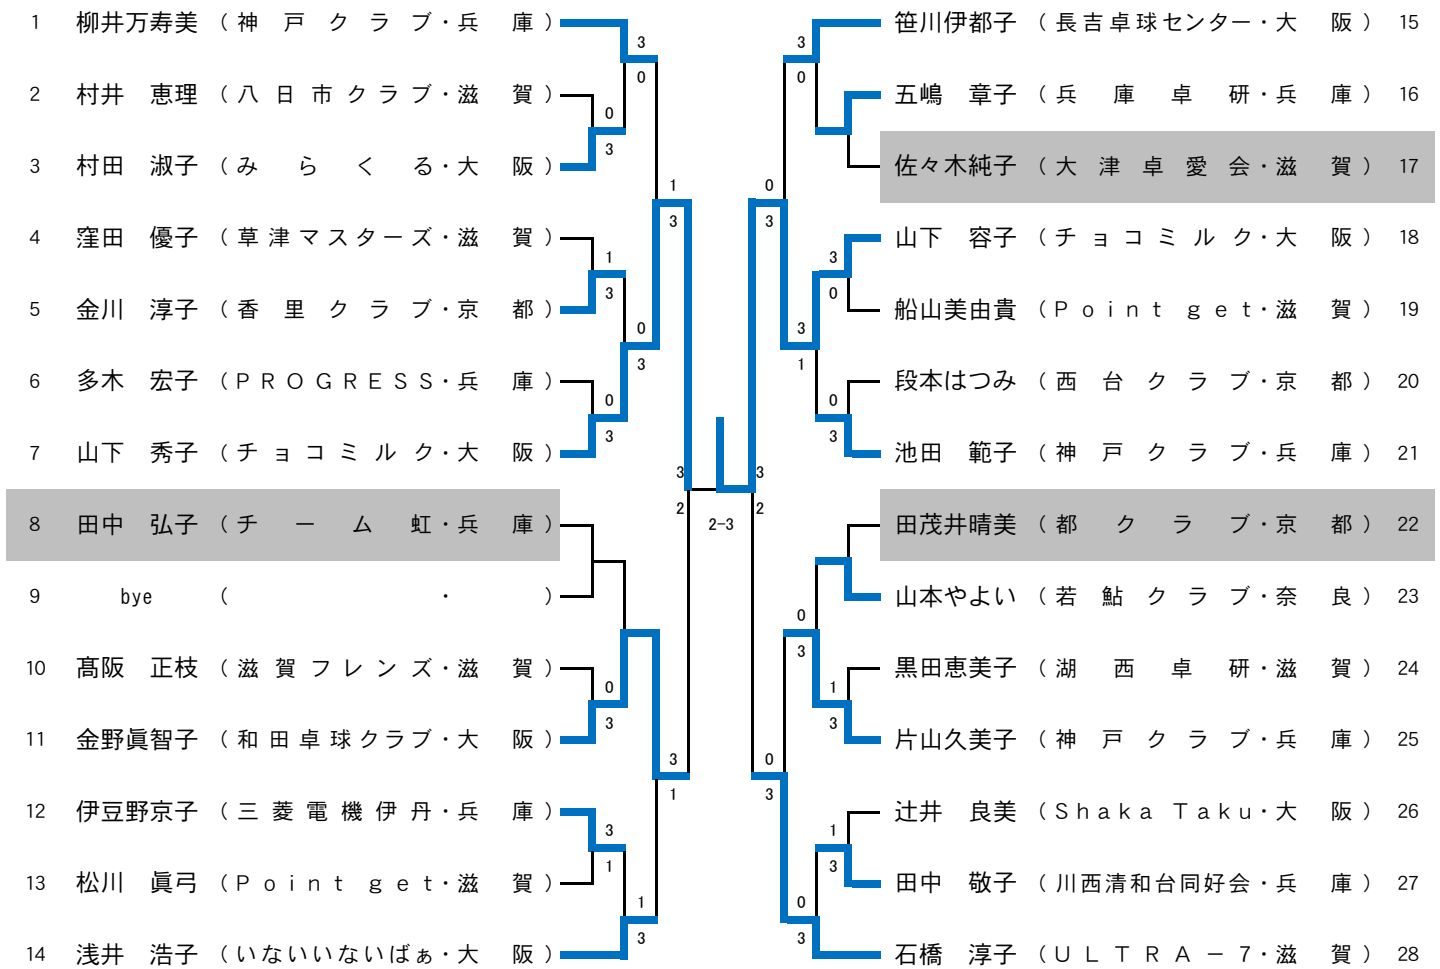 1 柳井万寿美 (神戸クラブ・兵庫)
2 村井 恵理 (八日市クラブ・滋賀)
3 村田 淑子 (みらくる・大阪)
4 窪田 優子 (草津マスターズ・滋賀)
5 金川 淳子 (香里クラブ・京都)
6 多木 宏子 (PROGRESS・兵庫)
7 山下 秀子 (チョコミルク・大阪)
8 田中 弘子 (チーム虹・兵庫)
9 bye ( ・ )
10 髙阪 正枝 (滋賀フレンズ・滋賀)
11 金野眞智子 (和田卓球クラブ・大阪)
12 伊豆野京子 (三菱電機伊丹・兵庫)
13 松川 眞弓 (Point get・滋賀)
14 浅井 浩子 (いないいないばぁ・大阪)
3
0
0
3
1
3
1
3
0
3
0
3
3
2
0
3
3
1
3
1
1
3
2-3
笹川伊都子 (長吉卓球センター・大阪) 15
五嶋 章子 (兵庫卓研・兵庫) 16
佐々木純子 (大津卓愛会・滋賀) 17
山下 容子 (チョコミルク・大阪) 18
船山美由貴 (Point get・滋賀) 19
段本はつみ (西台クラブ・京都) 20
池田 範子 (神戸クラブ・兵庫) 21
田茂井晴美 (都クラブ・京都) 22
山本やよい (若鮎クラブ・奈良) 23
黒田恵美子 (湖西卓研・滋賀) 24
片山久美子 (神戸クラブ・兵庫) 25
辻井 良美 (Shaka Taku・大阪) 26
田中 敬子 (川西清和台同好会・兵庫) 27
石橋 淳子 (ULTRA-7・滋賀) 28
3
0
0
3
3
0
3
1
0
3
3
2
0
3
1
3
0
3
1
3
0
3